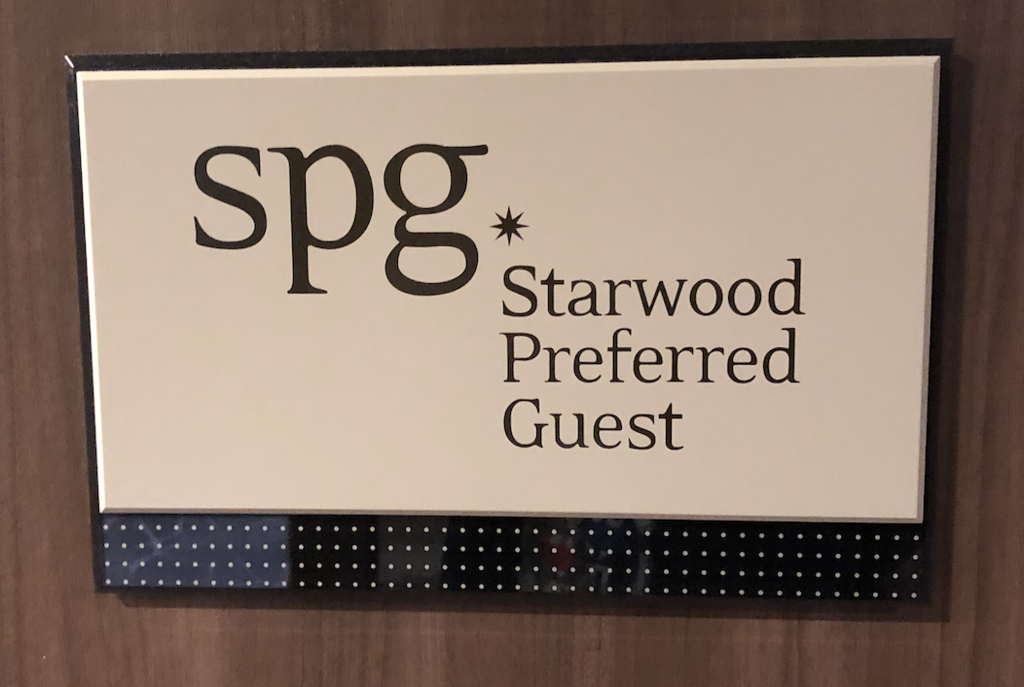 spg.
Starwood
Preferred
Guest